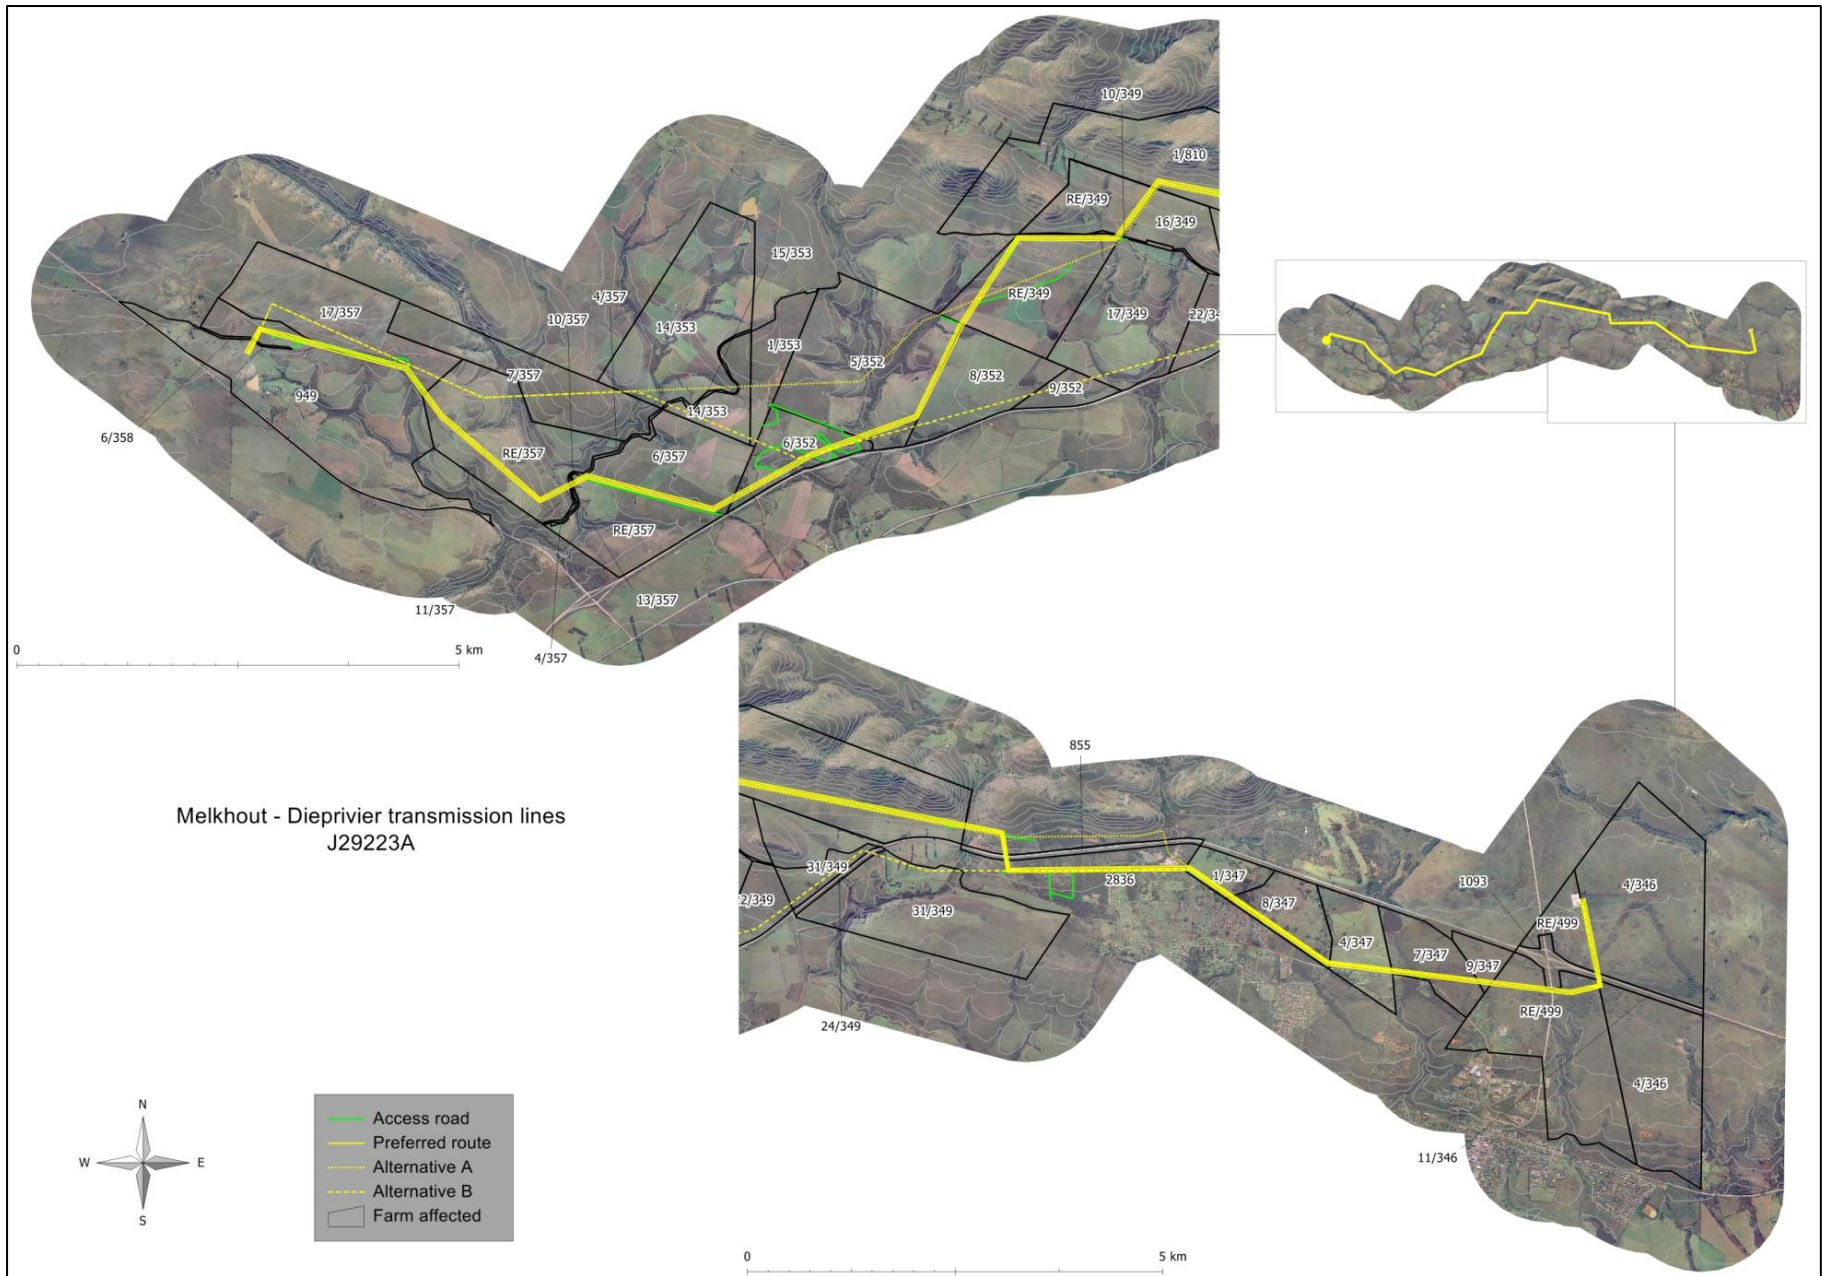 10/349
1/810
RE/349
16/349
15/353
4/357
17/357
10/357
14/353
RE/349
17/349
22/34
1/353
7/357
5/352
8/352
9/352
949
14/353
6/358
6/352
RE/357
6/357
RE/357
13/357
11/357
4/357
0
5 km
855
Melkhout - Dieprivier transmission lines
J29223A
31/349
2836
1/347
1093
4/346
2/349
31/349
8/347
RE/499
4/347
7/347
9/347
RE/499
24/349
4/346
11/346
N
W
E
S
Access road
Preferred route
Alternative A
Alternative B
Farm affected
0
5 km